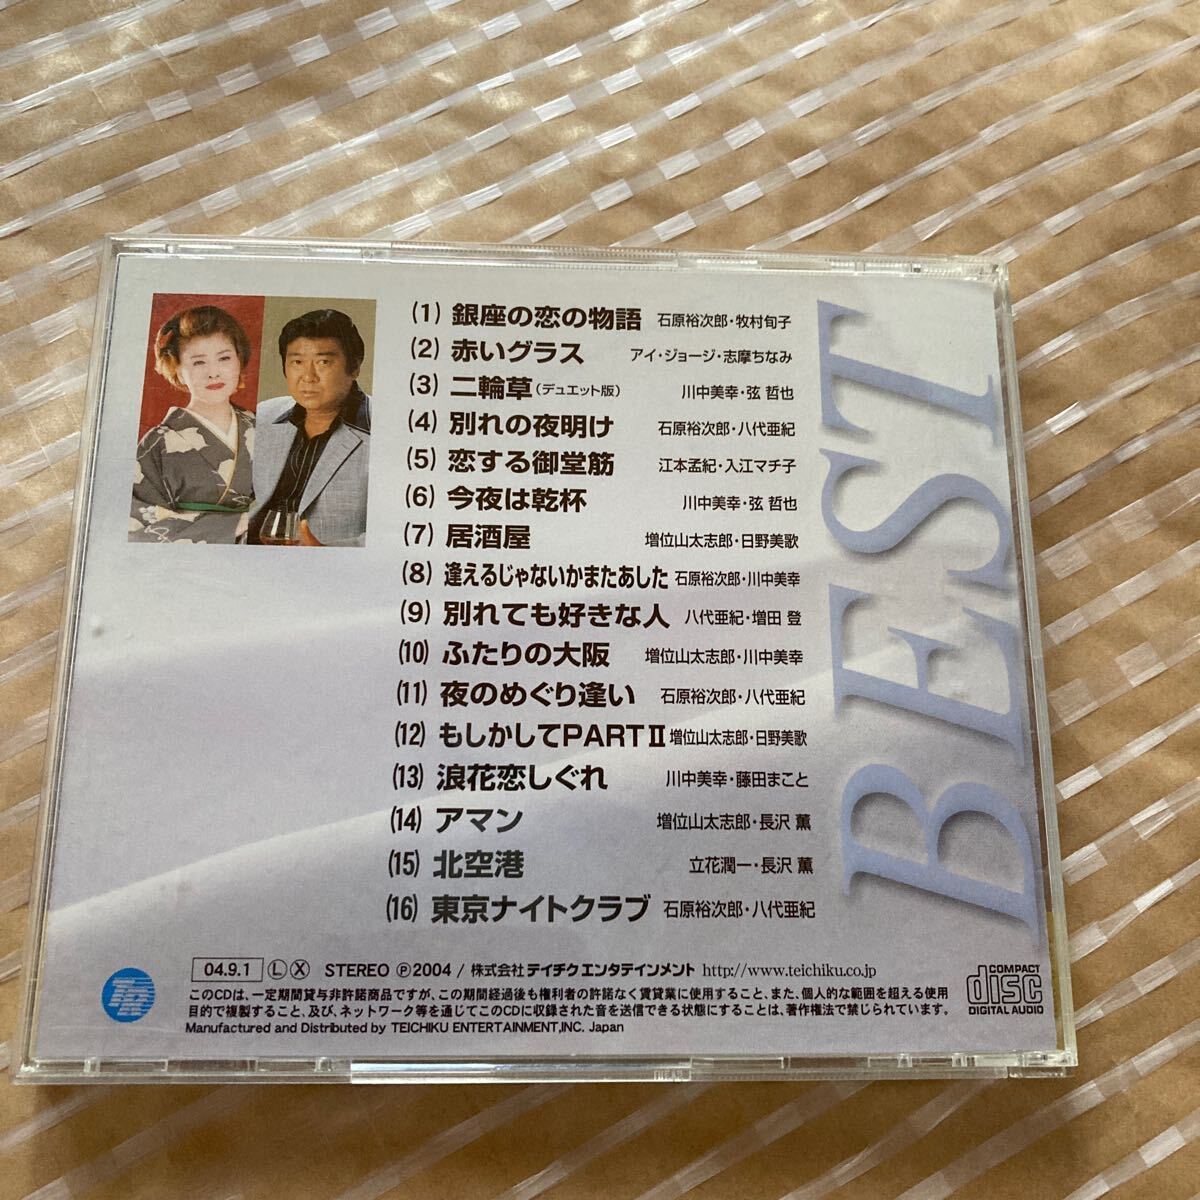 (1) 銀座の恋の物語 石原裕次郎・牧村旬子
(2) 赤いグラス アイ・ジョージ・志摩ちなみ
(3) 二輪草(デュエット版) 川中美幸・弦 哲也
(4) 別れの夜明け 石原裕次郎・八代亜紀
(5) 恋する御堂筋 江本孟紀・入江マチ子
(6) 今夜は乾杯 川中美幸・弦 哲也
(7) 居酒屋 増位山太志郎・日野美歌
(8) 逢えるじゃないかまたあした 石原裕次郎・川中美幸
(9) 別れても好きな人 八代亜紀・増田 登
(10) ふたりの大阪 増位山太志郎・川中美幸
(11) 夜のめぐり逢い 石原裕次郎・八代亜紀
(12) もしかしてPARTⅡ 増位山太志郎・日野美歌
(13) 浪花恋しぐれ 川中美幸・藤田まこと
(14) アマン 増位山太志郎・長沢 薫
(15) 北空港 立花潤一・長沢 薫
(16) 東京ナイトクラブ 石原裕次郎・八代亜紀
BEST
04.9.1 Ⓛ Ⓧ STEREO Ⓟ2004 / 株式会社 テイチク エンタテインメント http://www.teichiku.co.jp
このCDは、一定期間貸与非許諾商品ですが、この期間経過後も権利者の許諾なく賃貸業に使用すること、また、個人的な範囲を超える使用
目的で複製すること、及び、ネットワーク等を通じてこのCDに収録された音を送信できる状態にすることは、著作権法で禁じられています。
Manufactured and Distributed by TEICHIKU ENTERTAINMENT,INC. Japan
COMPACT
disc
DIGITAL AUDIO